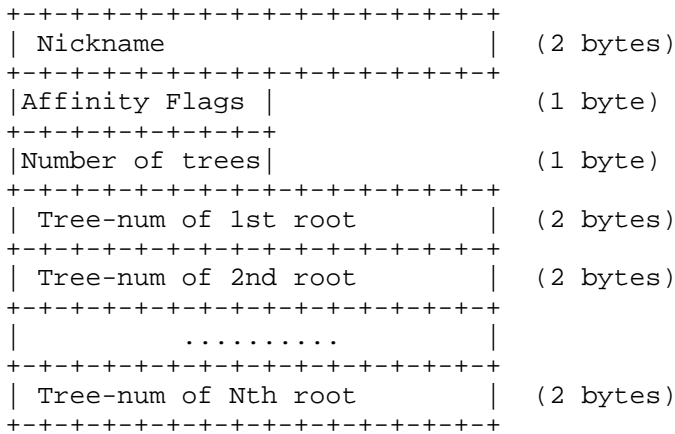 +-+-+-+-+-+-+-+-+-+-+-+-+-+-+-+
| Nickname                     |  (2 bytes)
+-+-+-+-+-+-+-+-+-+-+-+-+-+-+-+
|Affinity Flags |                 (1 byte)
+-+-+-+-+-+-+-+-+
|Number of trees|                 (1 byte)
+-+-+-+-+-+-+-+-+-+-+-+-+-+-+-+
| Tree-num of 1st root         |  (2 bytes)
+-+-+-+-+-+-+-+-+-+-+-+-+-+-+-+
| Tree-num of 2nd root         |  (2 bytes)
+-+-+-+-+-+-+-+-+-+-+-+-+-+-+-+
|          ..........          |
+-+-+-+-+-+-+-+-+-+-+-+-+-+-+-+
| Tree-num of Nth root         |  (2 bytes)
+-+-+-+-+-+-+-+-+-+-+-+-+-+-+-+